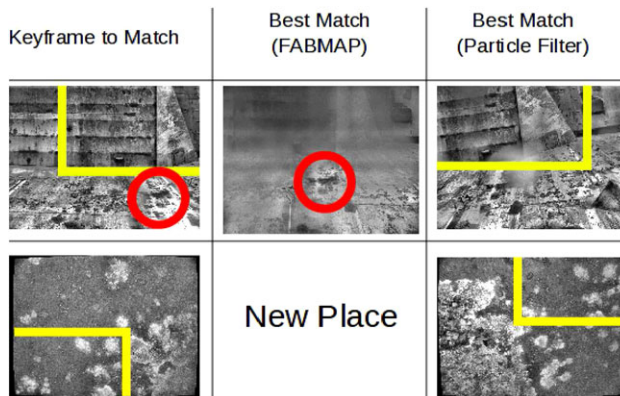 Keyframe to Match
Best Match
(FABMAP)
Best Match
(Particle Filter)
New Place